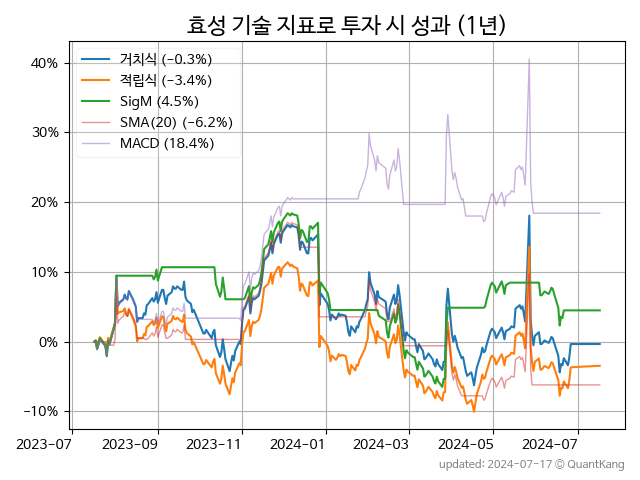 효성 기술 지표로 투자 시 성과 (1년)
거치식 (−0.3%)
적립식 (−3.4%)
SigM (4.5%)
SMA(20) (−6.2%)
MACD (18.4%)
40%
30%
20%
10%
0%
−10%
2023-07 2023-09 2023-11 2024-01 2024-03 2024-05 2024-07
updated: 2024-07-17 © QuantKang